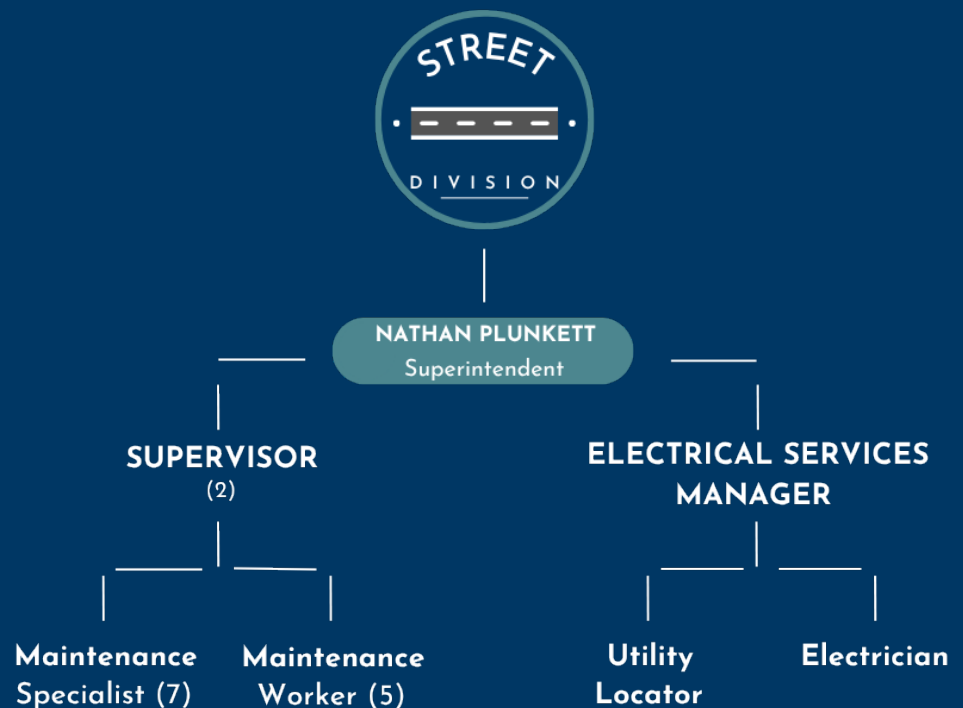 STREET
DIVISION
NATHAN PLUNKETT
Superintendent
SUPERVISOR
(2)
ELECTRICAL SERVICES
MANAGER
Maintenance
Specialist (7)
Maintenance
Worker (5)
Utility
Locator
Electrician